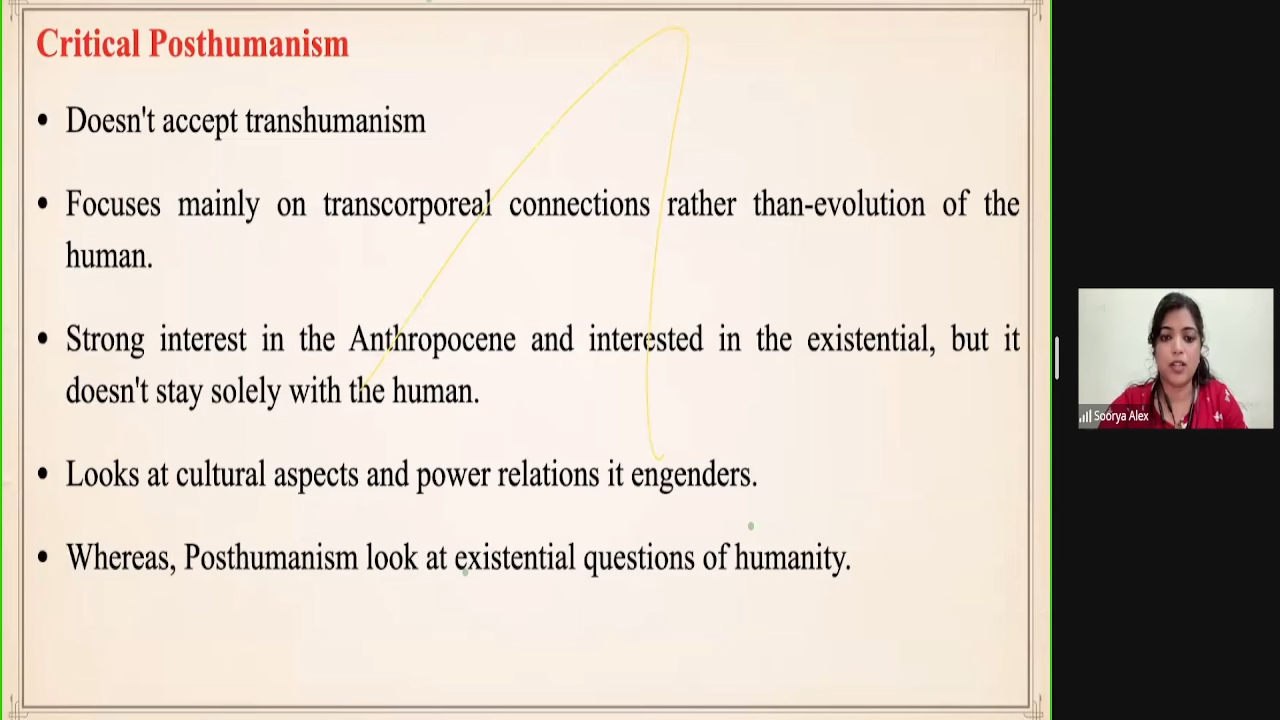 Critical Posthumanism
• Doesn't accept transhumanism
• Focuses mainly on transcorporeal connections rather than-evolution of the
human.
• Strong interest in the Anthropocene and interested in the existential, but it
doesn't stay solely with the human.
• Looks at cultural aspects and power relations it engenders.
• Whereas, Posthumanism look at existential questions of humanity.
Soorya Alex